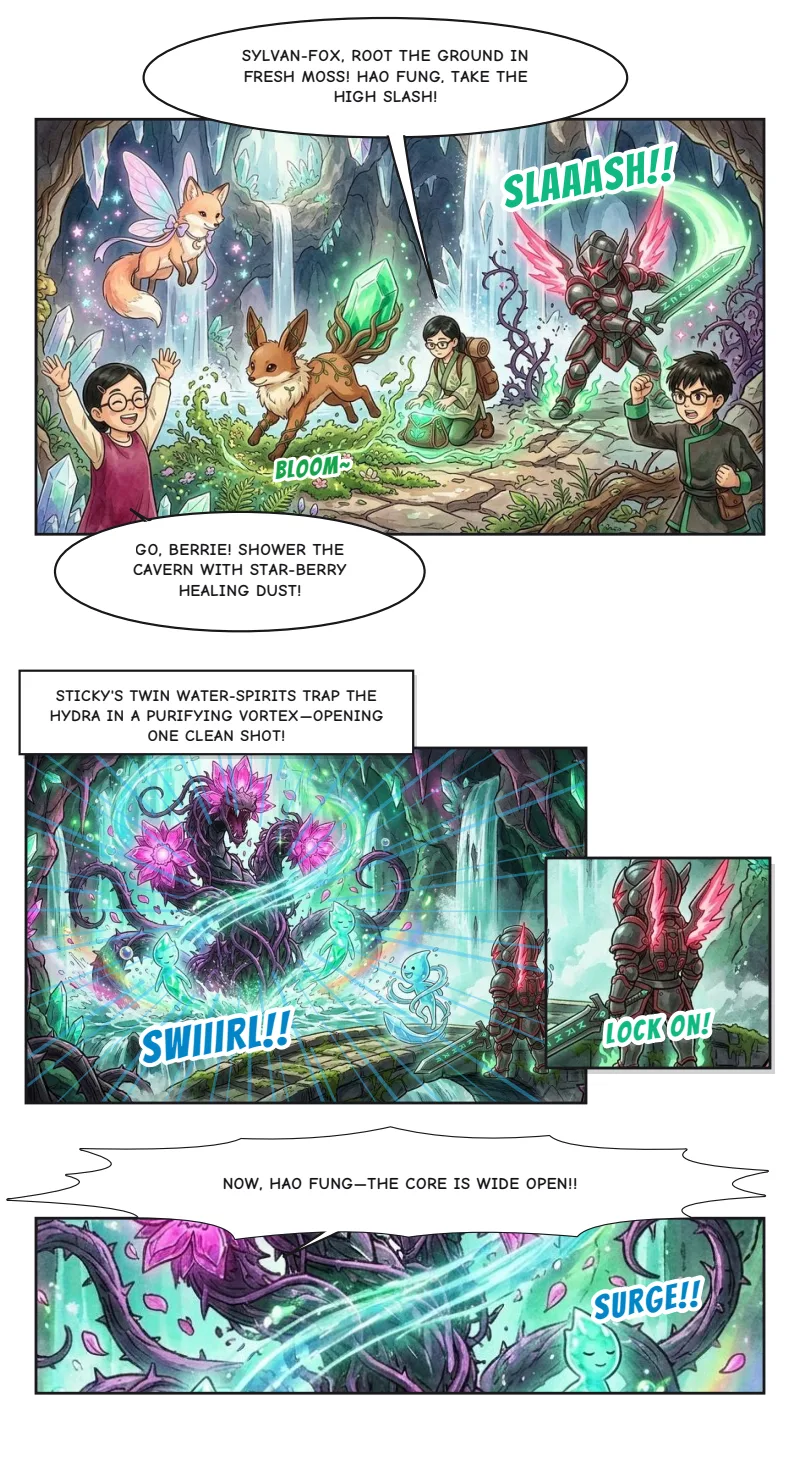 SYLVAN-FOX, ROOT THE GROUND IN
FRESH MOSS! HAO FUNG, TAKE THE
HIGH SLASH!
SLAAASH!!
BLOOM~
GO, BERRIE! SHOWER THE
CAVERN WITH STAR-BERRY
HEALING DUST!
STICKY'S TWIN WATER-SPIRITS TRAP THE
HYDRA IN A PURIFYING VORTEX—OPENING
ONE CLEAN SHOT!
SWIIIRL!!
LOCK ON!
NOW, HAO FUNG—THE CORE IS WIDE OPEN!!
SURGE!!